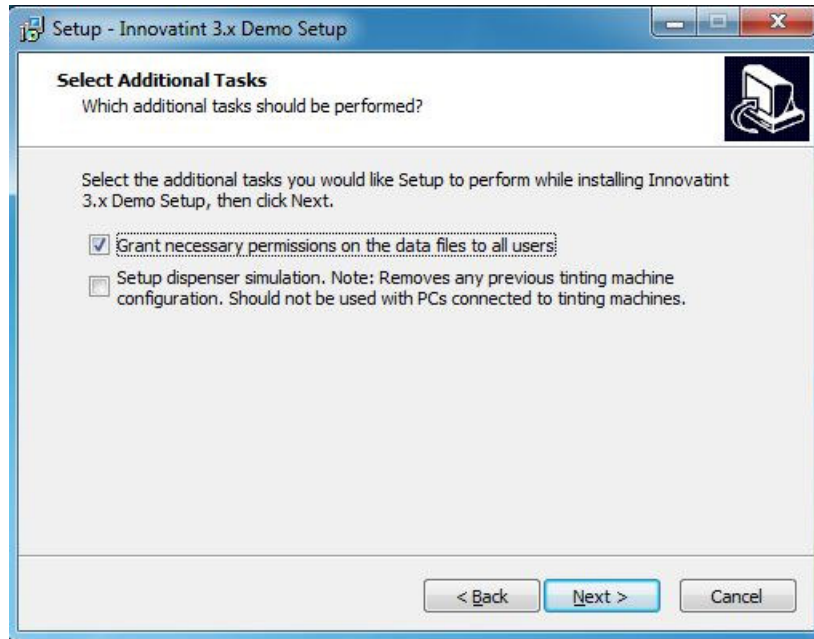 Setup - Innovatint 3.x Demo Setup
Select Additional Tasks
Which additional tasks should be performed?
Select the additional tasks you would like Setup to perform while installing Innovatint
3.x Demo Setup, then click Next.
Grant necessary permissions on the data files to all users
Setup dispenser simulation. Note: Removes any previous tinting machine
configuration. Should not be used with PCs connected to tinting machines.
< Back Next > Cancel